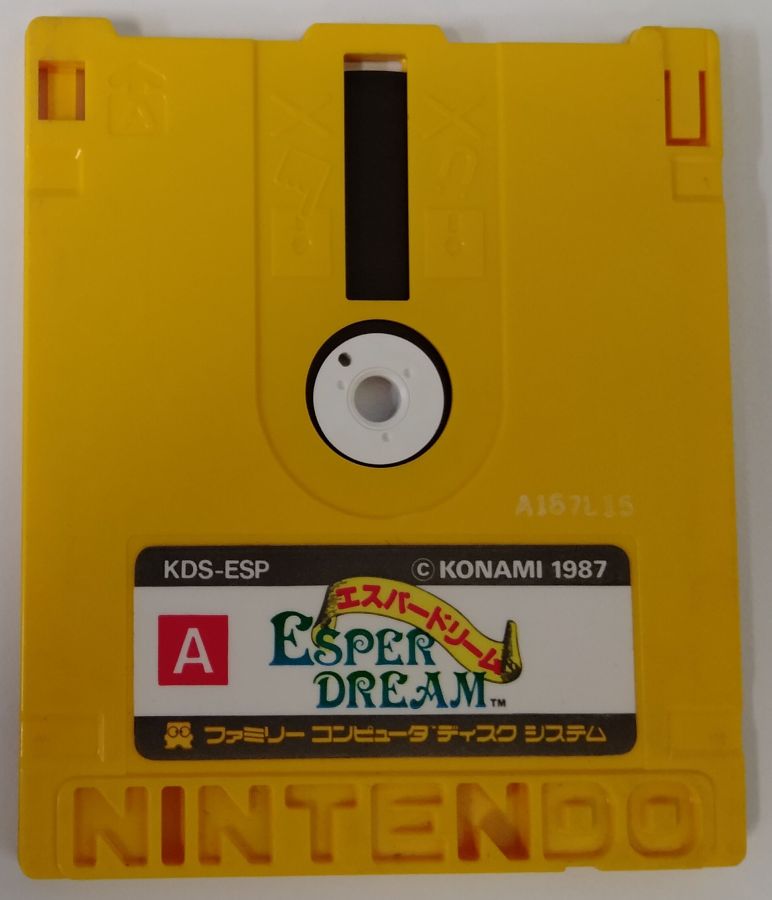 A167L15
KDS-ESP
© KONAMI 1987
エスパードリーム
A
ESPER
DREAM™
ファミリー コンピュータ ディスク システム
NINTENDO